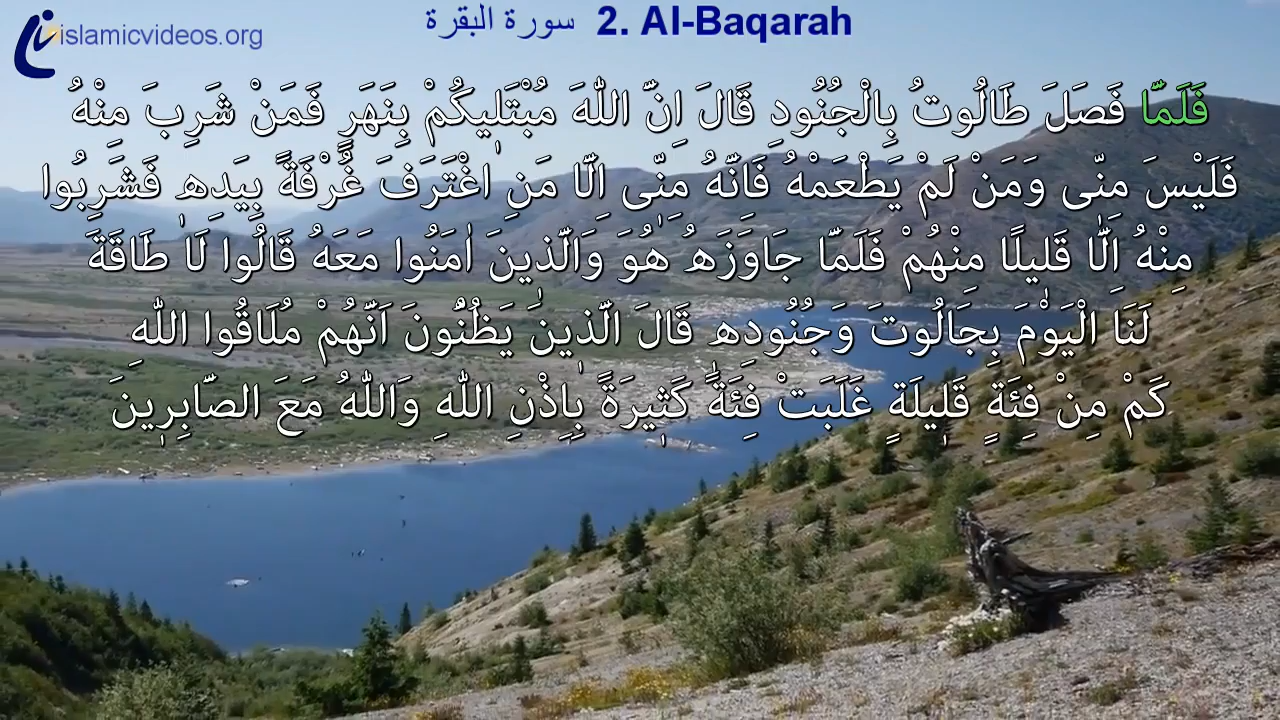 islamicvideos.org
سورة البقرة 2. Al-Baqarah
فَلَمَّا فَصَلَ طَالُوتُ بِالْجُنُودِ قَالَ اِنَّ اللّٰهَ مُبْتَلٖيكُمْ بِنَهَرٍ فَمَنْ شَرِبَ مِنْهُ
فَلَيْسَ مِنّٖى وَمَنْ لَمْ يَطْعَمْهُ فَاِنَّهُ مِنّٖى اِلَّا مَنِ اغْتَرَفَ غُرْفَةً بِيَدِهٖ فَشَرِبُوا
مِنْهُ اِلَّا قَلٖيلًا مِنْهُمْ فَلَمَّا جَاوَزَهُ هُوَ وَالَّذٖينَ اٰمَنُوا مَعَهُ قَالُوا لَا طَاقَةَ
لَنَا الْيَوْمَ بِجَالُوتَ وَجُنُودِهٖ قَالَ الَّذٖينَ يَظُنُّونَ اَنَّهُمْ مُلَاقُوا اللّٰهِ
كَمْ مِنْ فِئَةٍ قَلٖيلَةٍ غَلَبَتْ فِئَةً كَثٖيرَةً بِاِذْنِ اللّٰهِ وَاللّٰهُ مَعَ الصَّابِرٖينَ